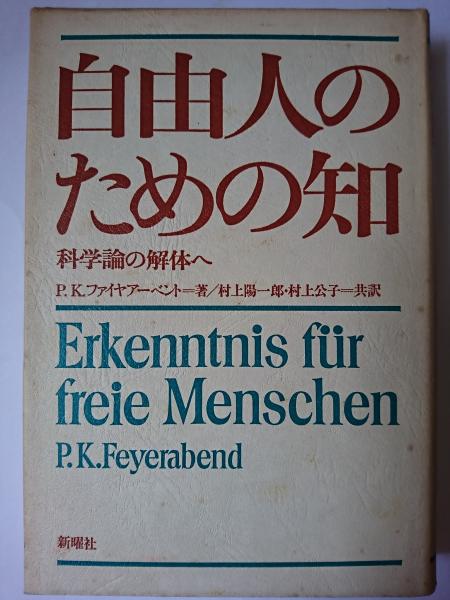 自由人の
ための知
科学論の解体へ
P.K.ファイヤアーベント=著/村上陽一郎・村上公子=共訳
Erkenntnis für
freie Menschen
P.K.Feyerabend
新曜社